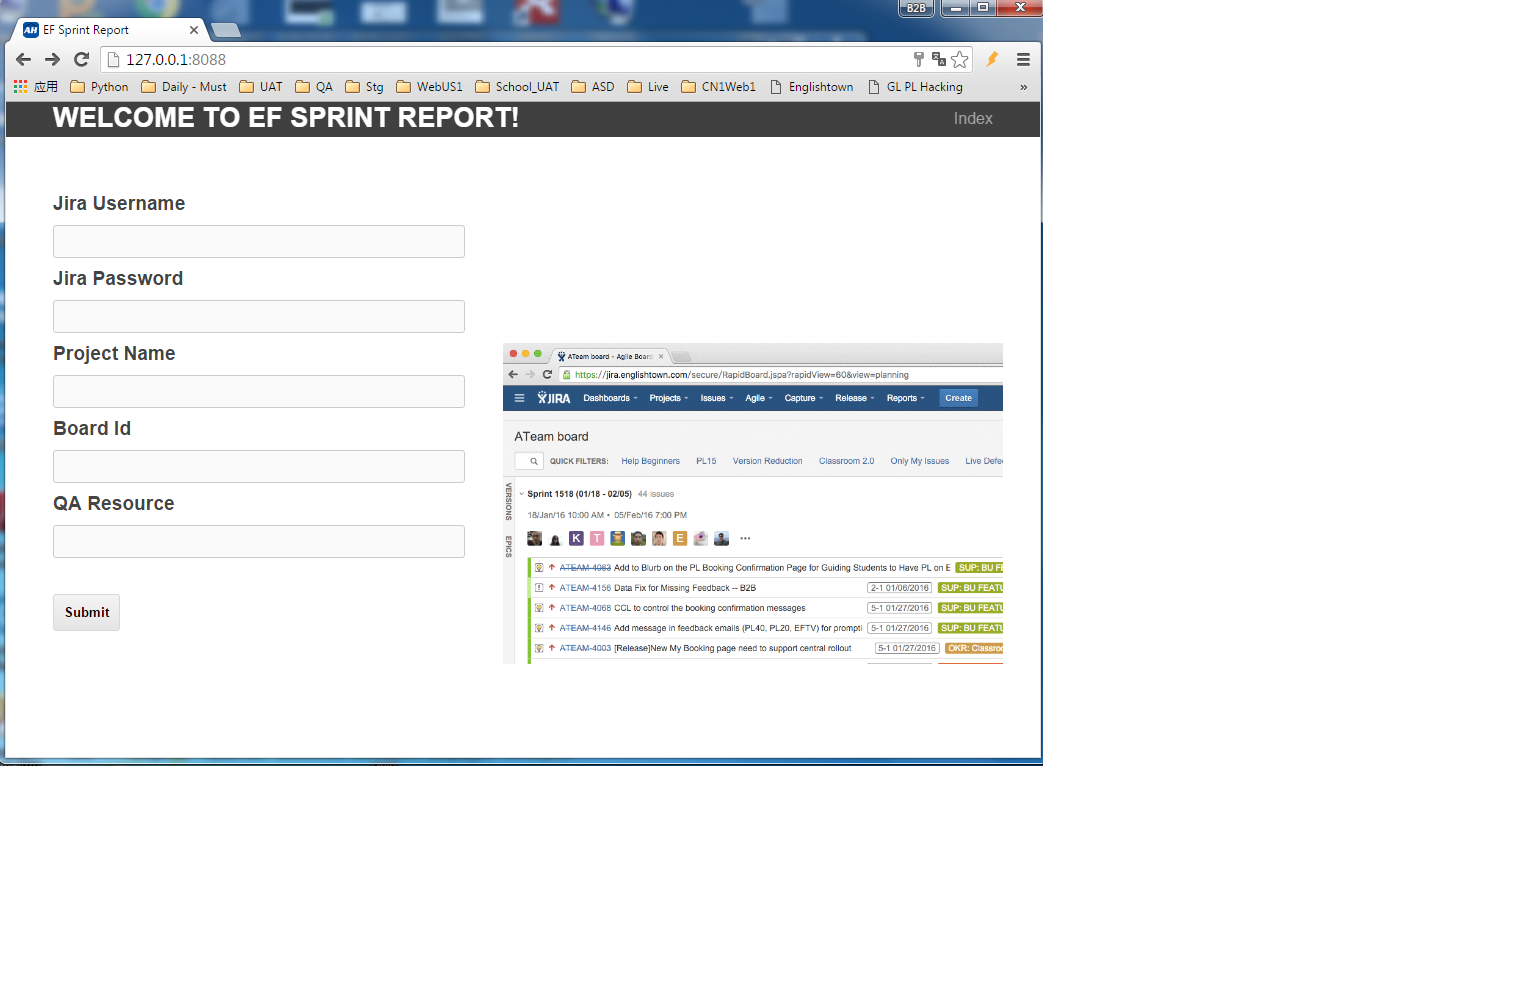 B2B
EF Sprint Report
127.0.0.1:8088
应用 Python Daily - Must UAT QA Stg WebUS1 School_UAT ASD Live CN1Web1 Englishtown GL PL Hacking »
WELCOME TO EF SPRINT REPORT! Index
Jira Username
Jira Password
Project Name
Board Id
QA Resource
Submit
ATeam board - Agile Board
https://jira.englishtown.com/secure/RapidBoard.jspa?rapidView=60&view=planning
JIRA Dashboards Projects Issues Agile Capture Release Reports Create
ATeam board
QUICK FILTERS: Help Beginners PL15 Version Reduction Classroom 2.0 Only My Issues Live Defe
VERSIONS
EPICS
Sprint 1518 (01/18 - 02/05) 44 issues
18/Jan/16 10:00 AM • 05/Feb/16 7:00 PM
K T E ...
ATEAM-4063 Add to Blurb on the PL Booking Confirmation Page for Guiding Students to Have PL on E SUP: BU FE
ATEAM-4156 Data Fix for Missing Feedback -- B2B 2-1 01/06/2016 SUP: BU FEATU
ATEAM-4068 CCL to control the booking confirmation messages 5-1 01/27/2016 SUP: BU FEATU
ATEAM-4146 Add message in feedback emails (PL40, PL20, EFTV) for prompti 5-1 01/27/2016 SUP: BU FEATU
ATEAM-4003 [Release]New My Booking page need to support central rollout 5-1 01/27/2016 OKR: Classroo